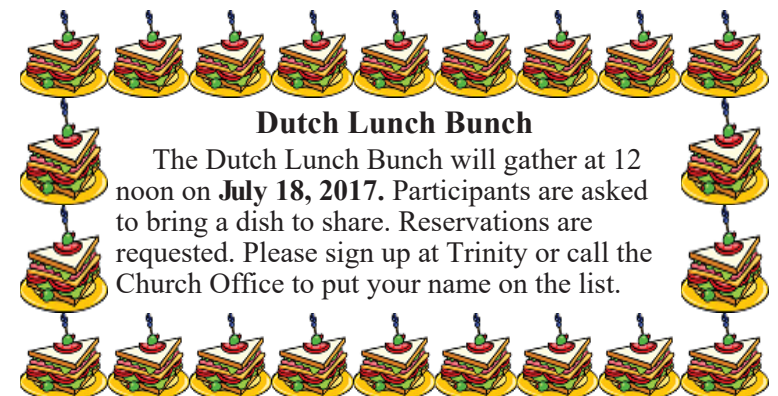 Dutch Lunch Bunch
The Dutch Lunch Bunch will gather at 12
noon on July 18, 2017. Participants are asked
to bring a dish to share. Reservations are
requested. Please sign up at Trinity or call the
Church Office to put your name on the list.